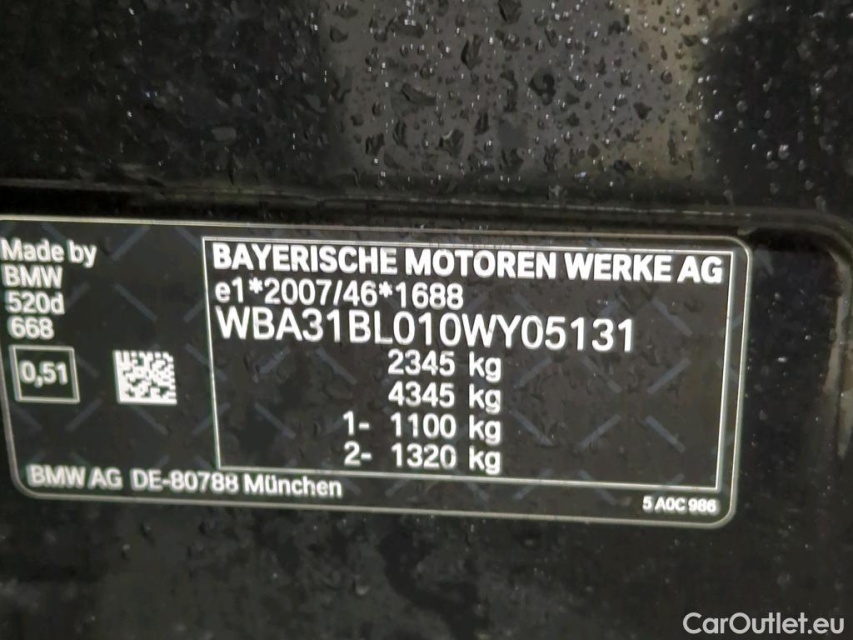 Made by
BMW
520d
668
0,51
BAYERISCHE MOTOREN WERKE AG
e1*2007/46*1688
WBA31BL010WY05131
2345 kg
4345 kg
1- 1100 kg
2- 1320 kg
BMW AG DE-80788 München
5 A0C 986
CarOutlet.eu